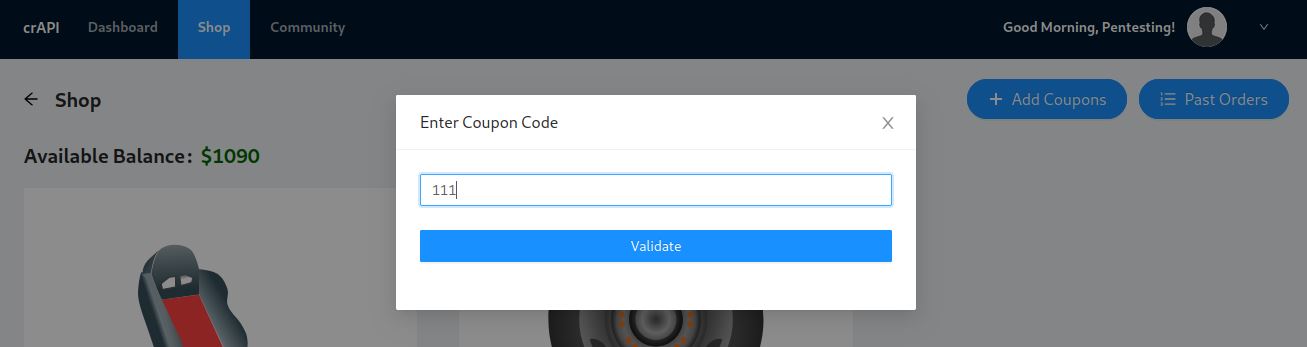 crAPI Dashboard Shop Community Good Morning, Pentesting!
Shop + Add Coupons Past Orders
Available Balance: $1090
Enter Coupon Code
111
Validate